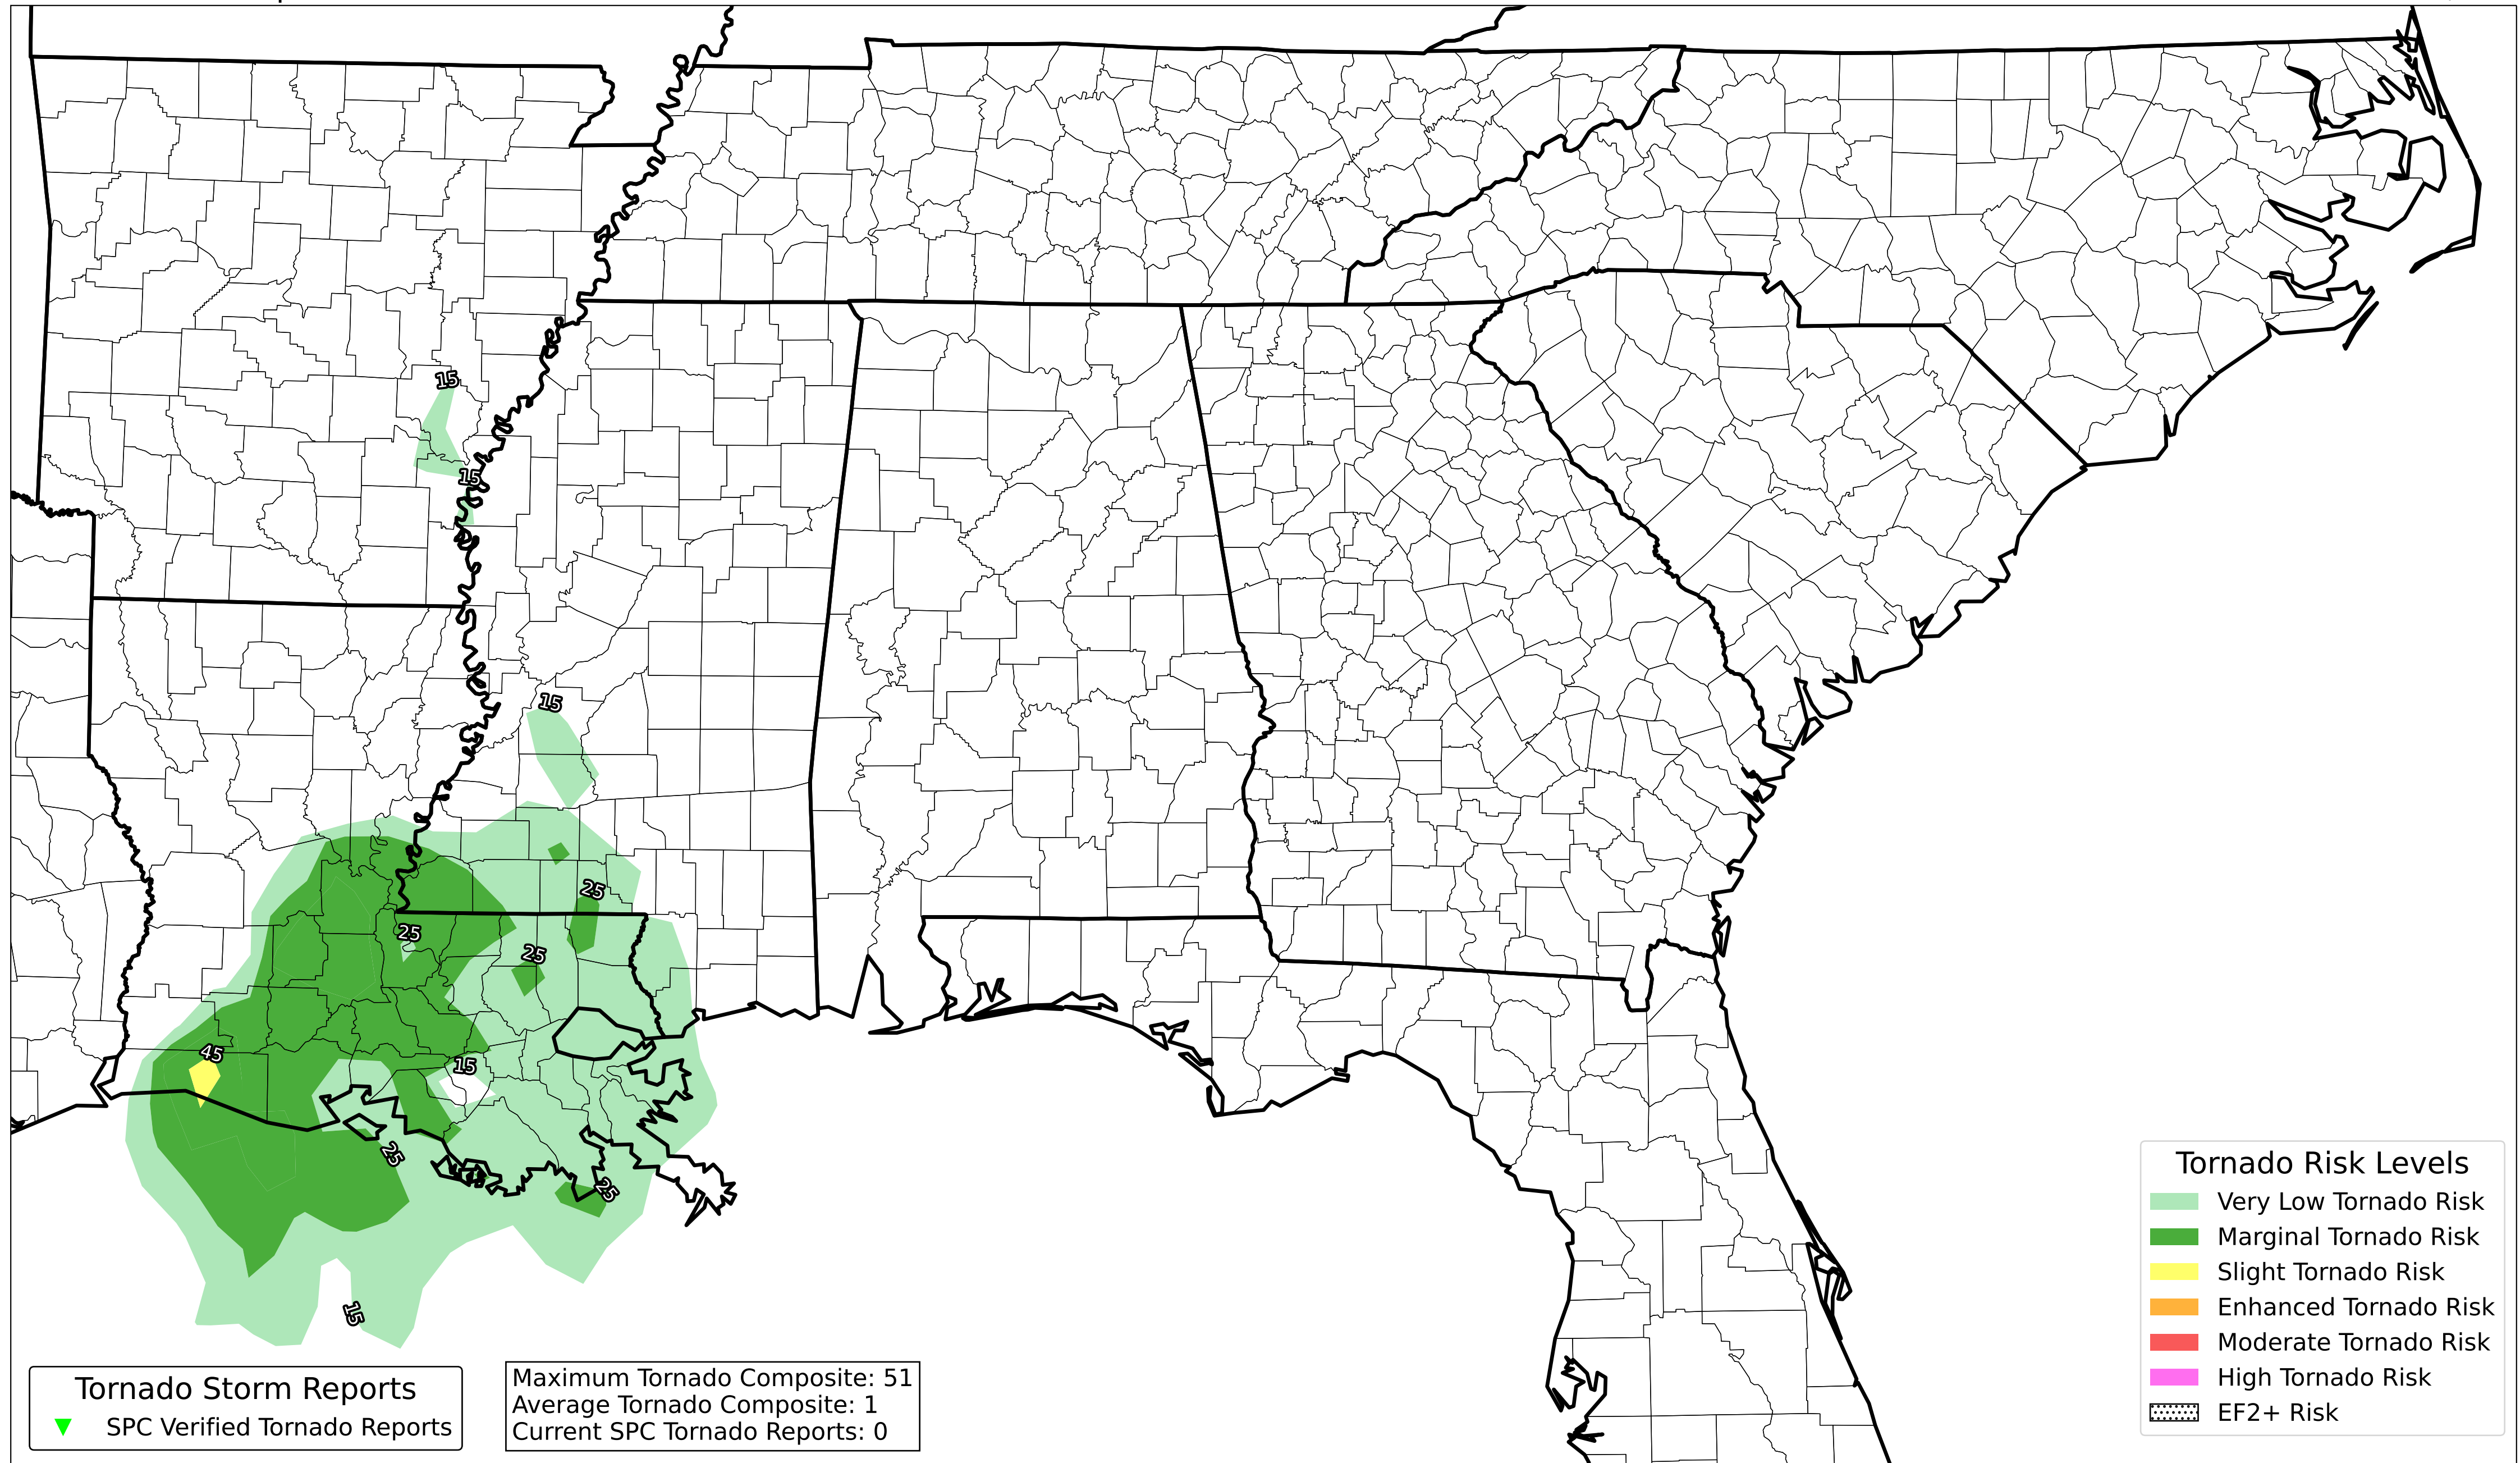 15
15
15
25
25
25
45
15
25
25
15
Tornado Risk Levels
Very Low Tornado Risk
Marginal Tornado Risk
Slight Tornado Risk
Enhanced Tornado Risk
Moderate Tornado Risk
High Tornado Risk
EF2+ Risk
Tornado Storm Reports
SPC Verified Tornado Reports
Maximum Tornado Composite: 51
Average Tornado Composite: 1
Current SPC Tornado Reports: 0